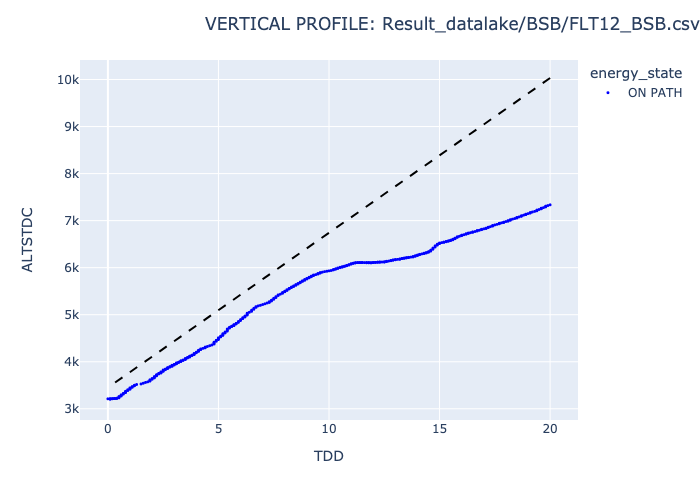 VERTICAL PROFILE: Result_datalake/BSB/FLT12_BSB.csv
energy_state
ON PATH
10k
9k
8k
7k
6k
5k
4k
3k
ALTSTDC
0 5 10 15 20
TDD